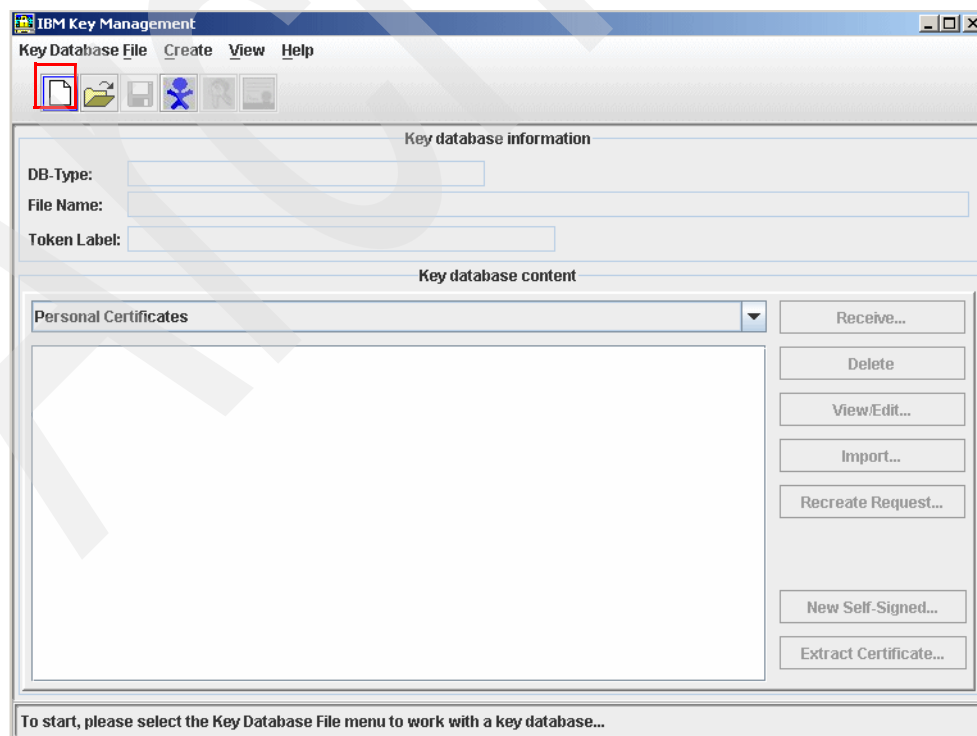 IBM Key Management
Key Database File Create View Help
Key database information
DB-Type:
File Name:
Token Label:
Key database content
Personal Certificates
Receive...
Delete
View/Edit...
Import...
Recreate Request...
New Self-Signed...
Extract Certificate...
To start, please select the Key Database File menu to work with a key database...